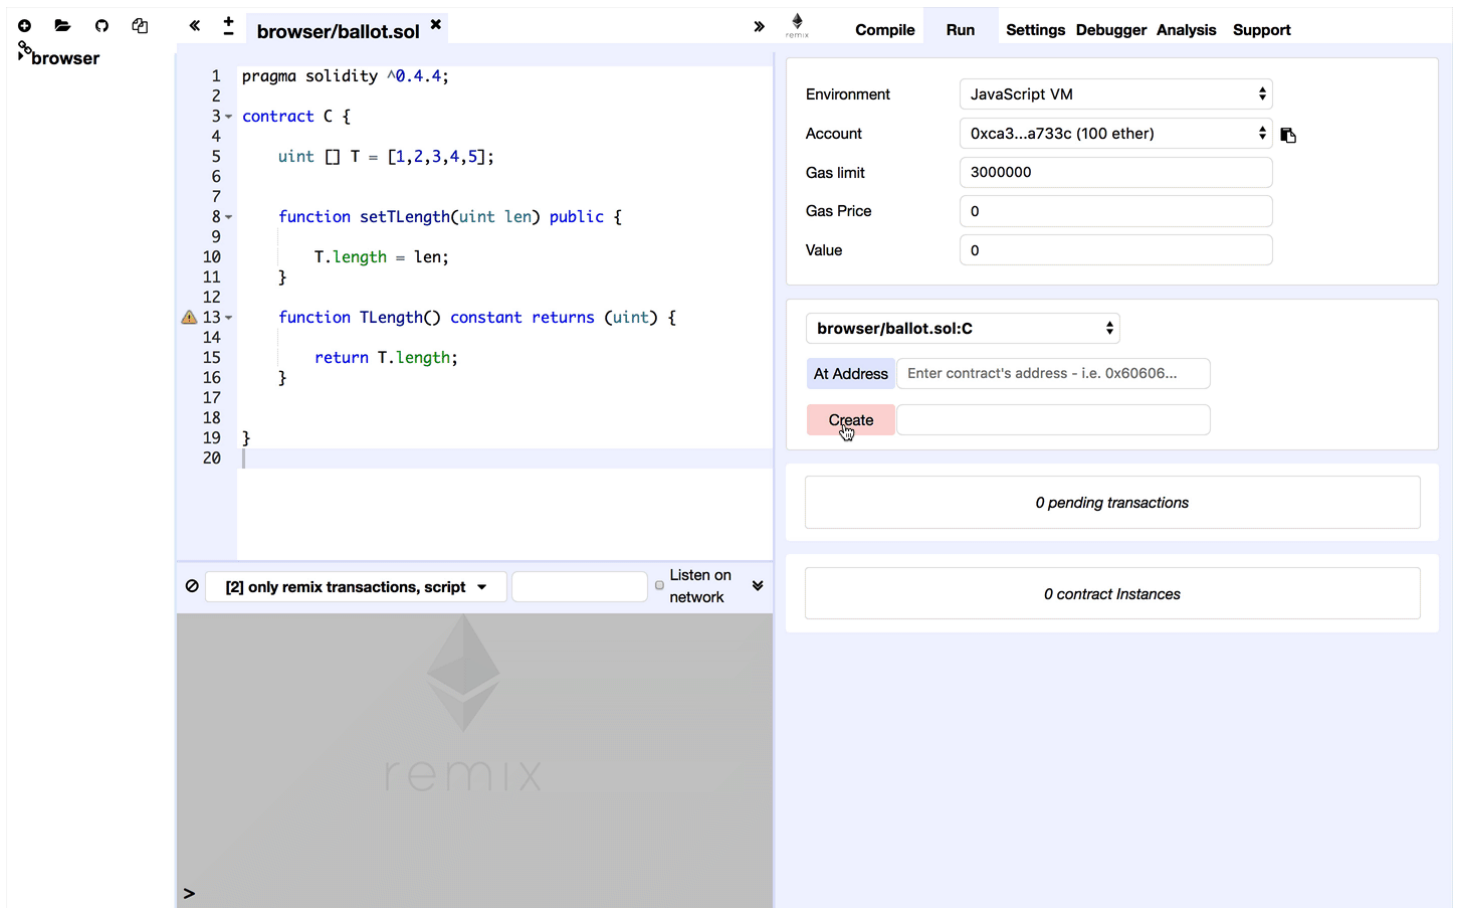 browser
browser/ballot.sol
1 pragma solidity ^0.4.4;
2
3 contract C {
4
5 uint [] T = [1,2,3,4,5];
6
7
8 function setTLength(uint len) public {
9
10 T.length = len;
11 }
12
13 function TLength() constant returns (uint) {
14
15 return T.length;
16 }
17
18
19 }
20
[2] only remix transactions, script
Listen on
network
remix
>
remix
Compile Run Settings Debugger Analysis Support
Environment JavaScript VM
Account 0xca3...a733c (100 ether)
Gas limit 3000000
Gas Price 0
Value 0
browser/ballot.sol:C
At Address Enter contract's address - i.e. 0x60606...
Create
0 pending transactions
0 contract Instances